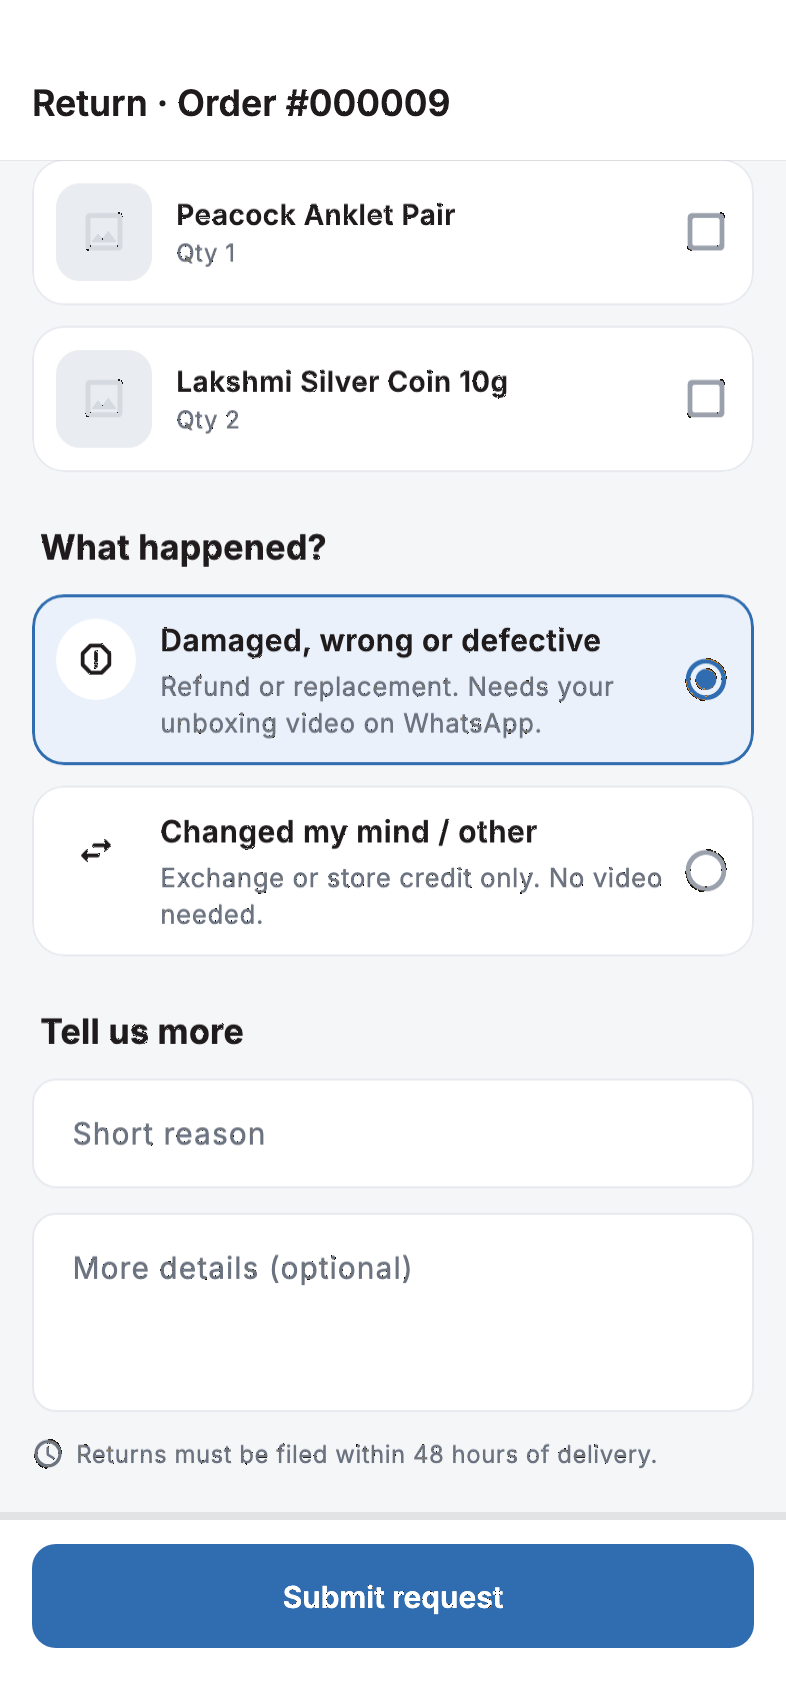 Return · Order #000009
Peacock Anklet Pair
Qty 1
Lakshmi Silver Coin 10g
Qty 2
What happened?
Damaged, wrong or defective
Refund or replacement. Needs your
unboxing video on WhatsApp.
Changed my mind / other
Exchange or store credit only. No video
needed.
Tell us more
Short reason
More details (optional)
Returns must be filed within 48 hours of delivery.
Submit request